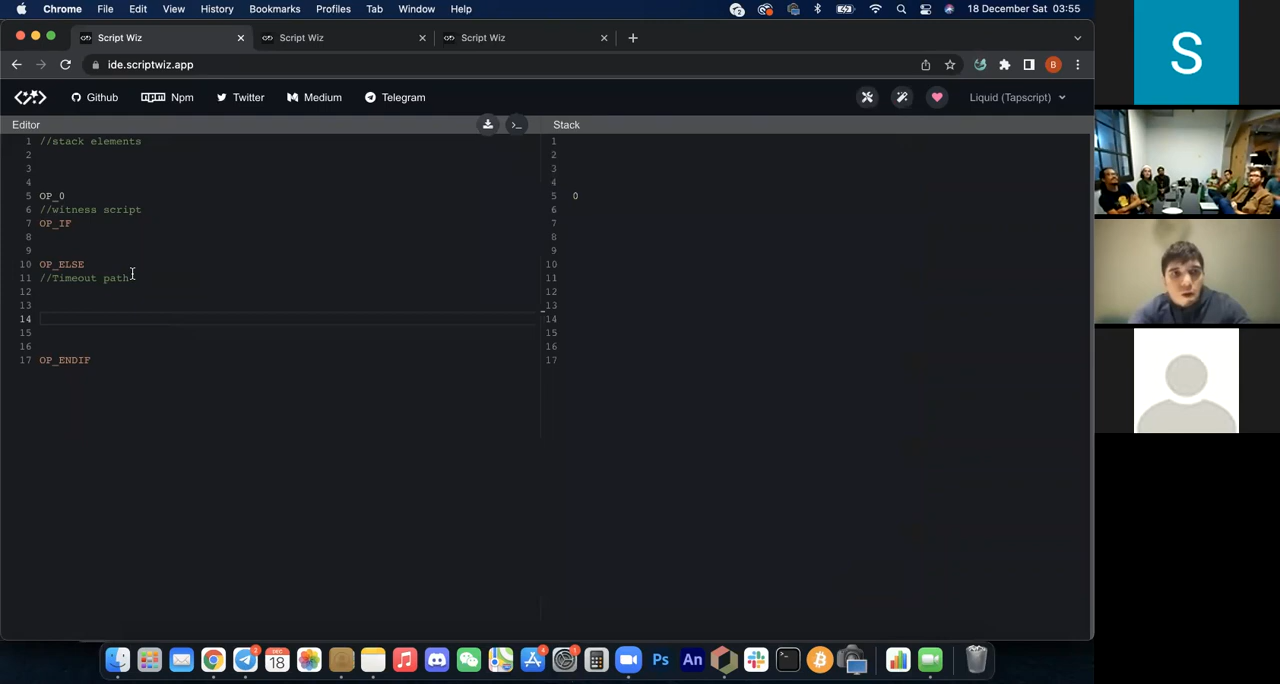 Chrome File Edit View History Bookmarks Profiles Tab Window Help 18 December Sat 03:55
Script Wiz Script Wiz Script Wiz
ide.scriptwiz.app B
Github Npm Twitter Medium Telegram Liquid (Tapscript)
Editor Stack
1 //stack elements 1
2 2
3 3
4 4
5 OP_0 5 0
6 //witness script 6
7 OP_IF 7
8 8
9 9
10 OP_ELSE 10
11 //Timeout path 11
12 12
13 13
14 14
15 15
16 16
17 OP_ENDIF 17
S
DEC
18
Ps An